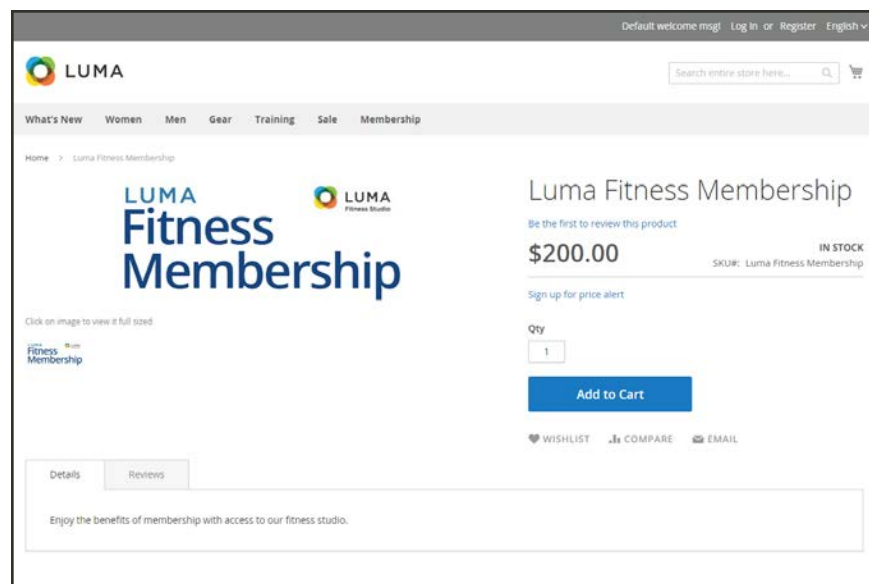 Default welcome msg! Log In or Register English
LUMA
Search entire store here...
What's New Women Men Gear Training Sale Membership
Home > Luma Fitness Membership
LUMA
Fitness
Membership
LUMA
Fitness Studio
Luma Fitness Membership
Be the first to review this product
$200.00
IN STOCK
SKU#: Luma Fitness Membership
Sign up for price alert
Click on image to view it full sized
Fitness
Membership
Qty
1
Add to Cart
WISHLIST COMPARE EMAIL
Details Reviews
Enjoy the benefits of membership with access to our fitness studio.